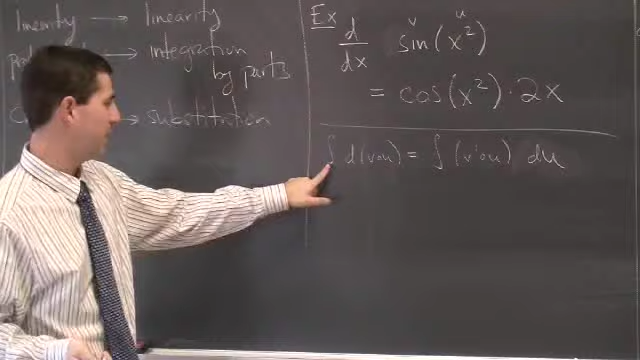 linearity → linearity
→ integration
by parts
→ substitution
Ex
d/dx sin(x²)
v u
= cos(x²) · 2x
∫ d(v∘u) = ∫ (v'∘u) du